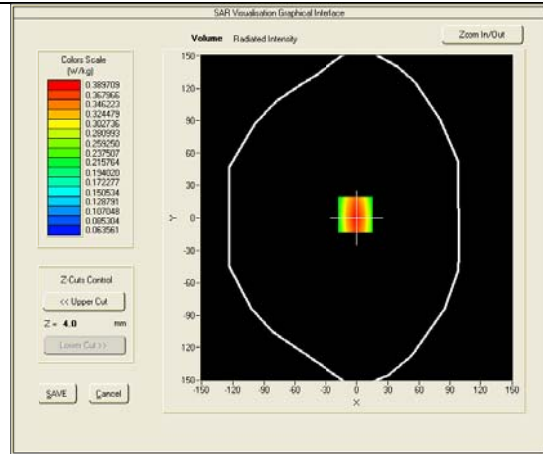 SAR Visualisation Graphical Interface
Volume Radiated Intensity
Zoom In/Out
Colors Scale
(W/kg)
0.389709
0.367966
0.346223
0.324479
0.302736
0.280993
0.259250
0.237507
0.215764
0.194020
0.172277
0.150534
0.128791
0.107048
0.085304
0.063561
150-
120-
90-
60-
30-
0-
-30-
-60-
-90-
-120-
150-
-150 -120 -90 -60 -30 0 30 60 90 120 150
Y
X
Z-Cuts Control
<< Upper Cut
Z = 4.0 mm
Lower Cut >>
SAVE
Cancel